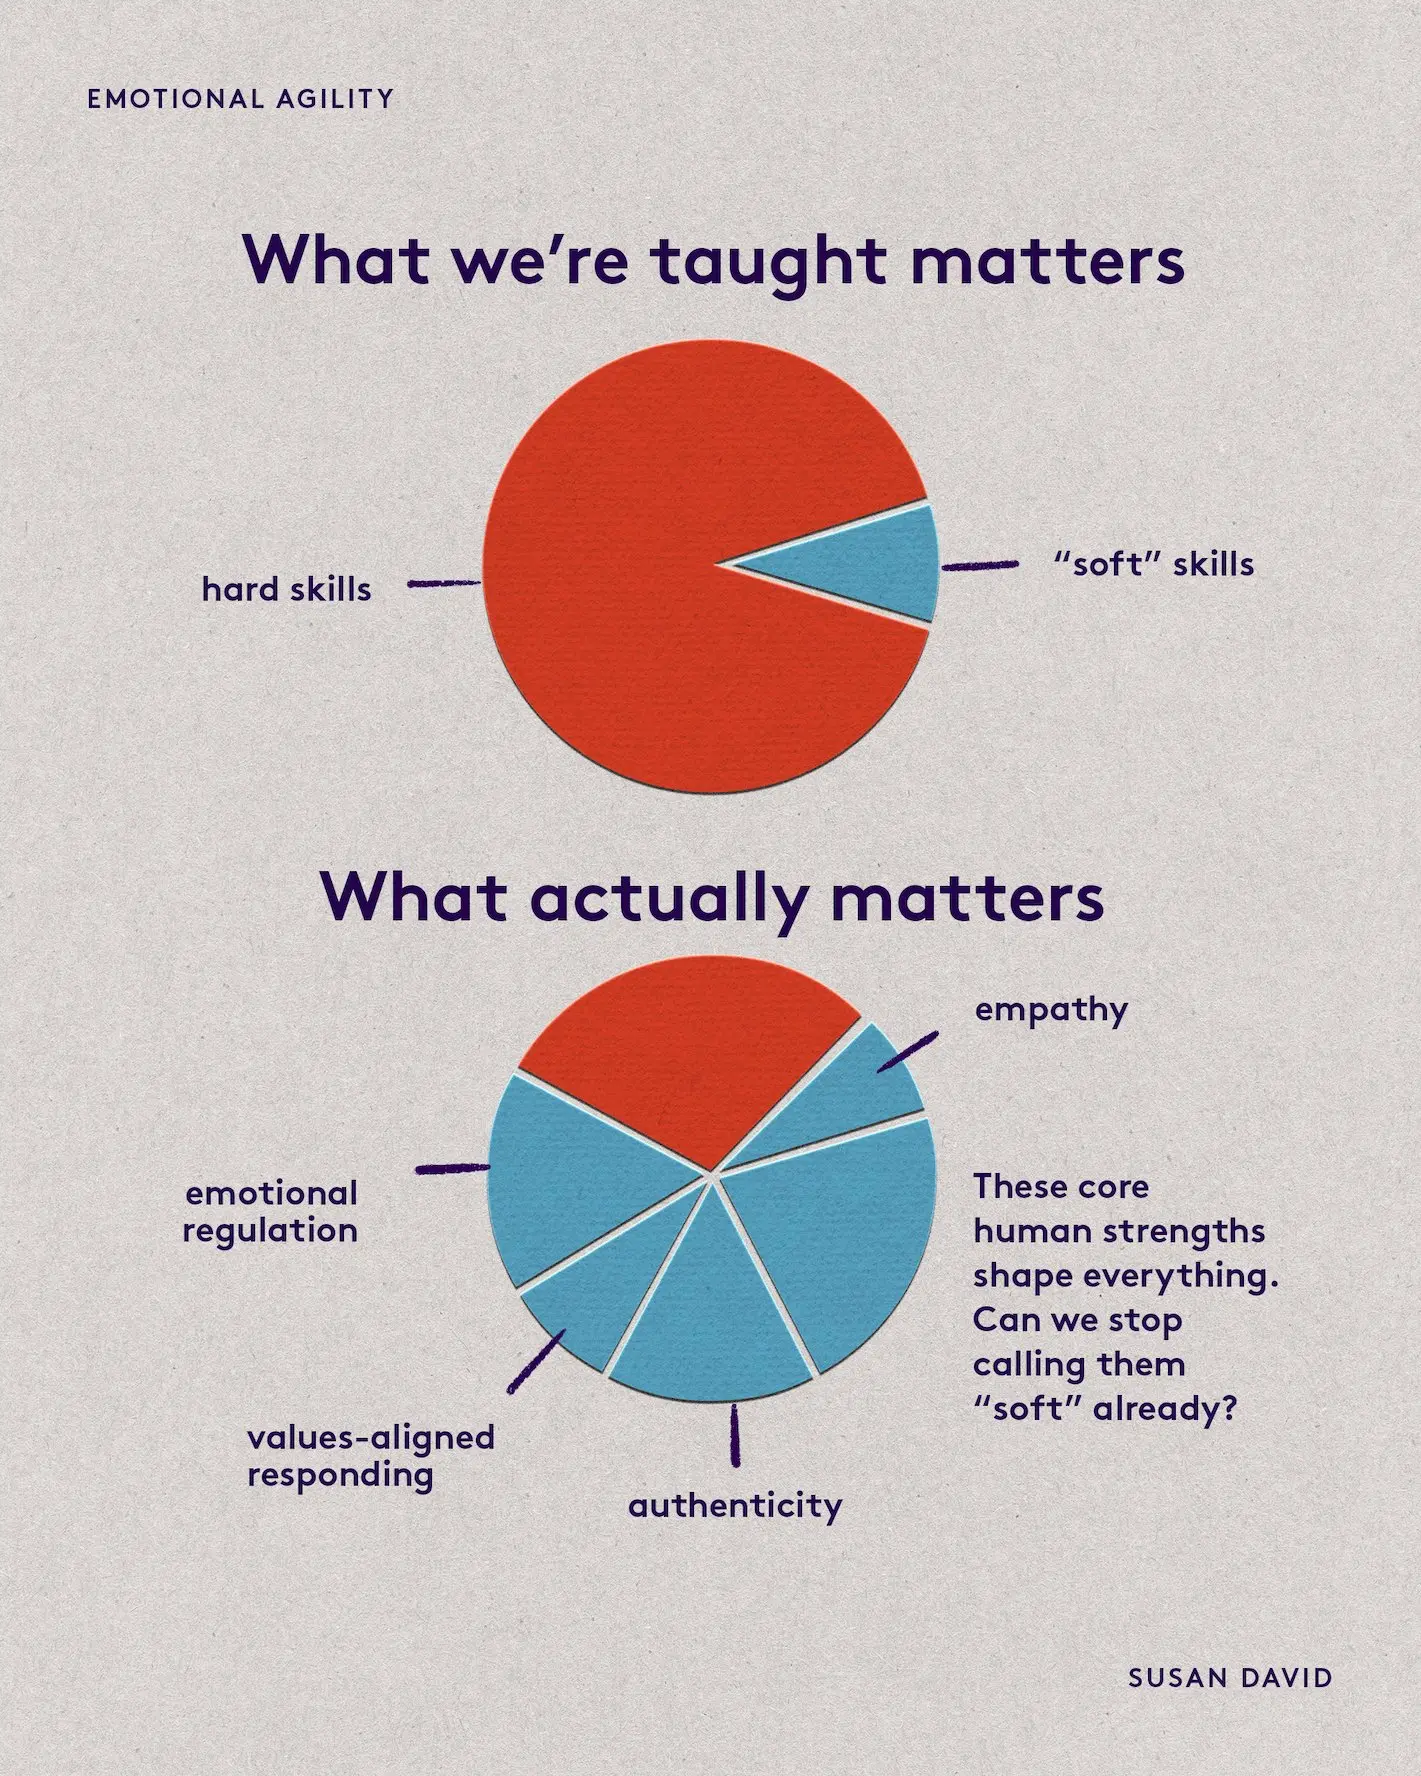 EMOTIONAL AGILITY
What we’re taught matters
hard skills
“soft” skills
What actually matters
empathy
emotional
regulation
These core
human strengths
shape everything.
Can we stop
calling them
“soft” already?
values-aligned
responding
authenticity
SUSAN DAVID